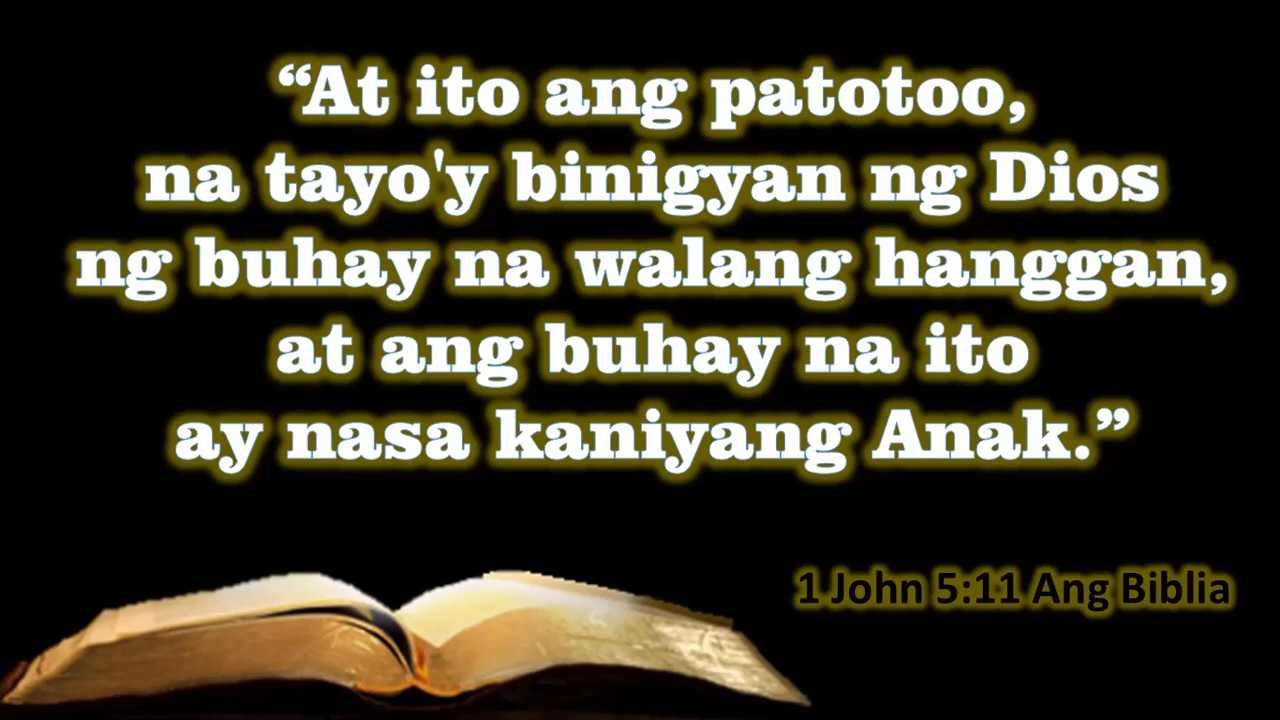 “At ito ang patotoo,
na tayo'y binigyan ng Dios
ng buhay na walang hanggan,
at ang buhay na ito
ay nasa kaniyang Anak.”
1 John 5:11 Ang Biblia